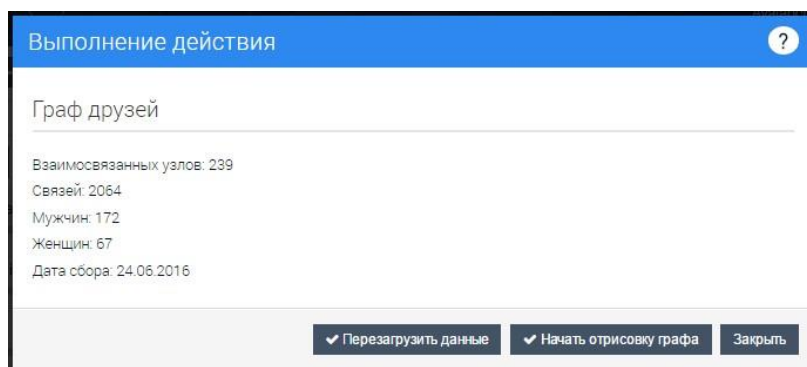 Выполнение действия
?
Граф друзей
Взаимосвязанных узлов: 239
Связей: 2064
Мужчин: 172
Женщин: 67
Дата сбора: 24.06.2016
✔ Перезагрузить данные ✔ Начать отрисовку графа Закрыть